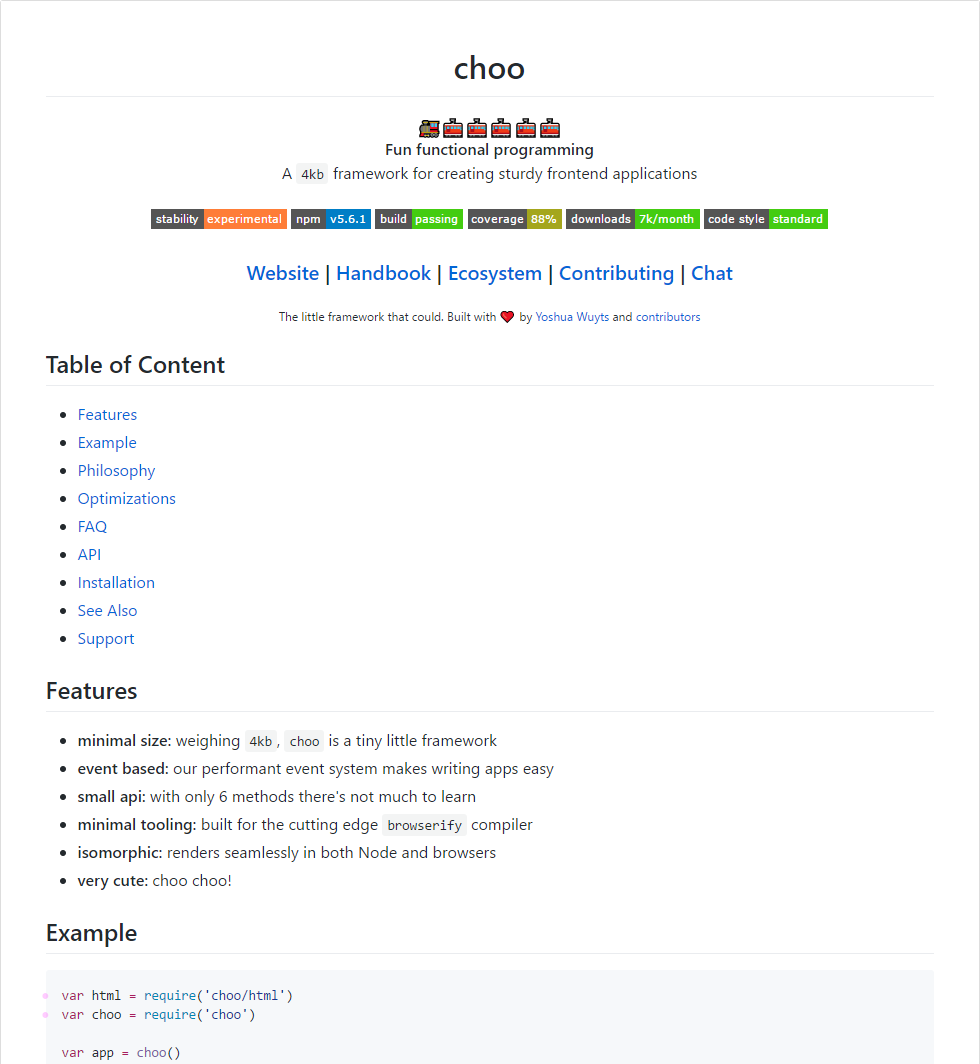 choo
Fun functional programming
A 4kb framework for creating sturdy frontend applications
stability experimental npm v5.6.1 build passing coverage 88% downloads 7k/month code style standard
Website | Handbook | Ecosystem | Contributing | Chat
The little framework that could. Built with ❤ by Yoshua Wuyts and contributors
Table of Content
Features
Example
Philosophy
Optimizations
FAQ
API
Installation
See Also
Support
Features
minimal size: weighing 4kb, choo is a tiny little framework
event based: our performant event system makes writing apps easy
small api: with only 6 methods there's not much to learn
minimal tooling: built for the cutting edge browserify compiler
isomorphic: renders seamlessly in both Node and browsers
very cute: choo choo!
Example
var html = require('choo/html')
var choo = require('choo')
var app = choo()